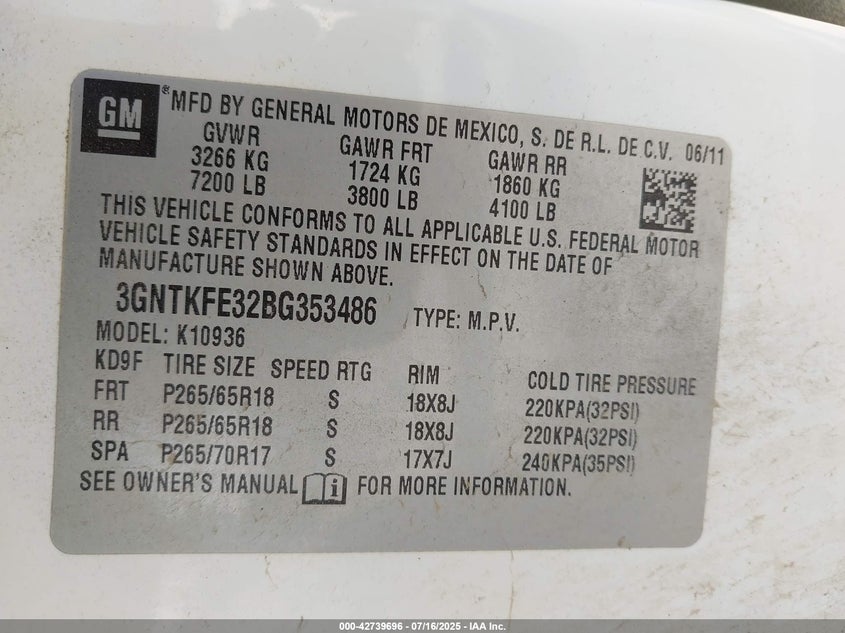 GM ® MFD BY GENERAL MOTORS DE MEXICO, S. DE R.L. DE C.V. 06/11
GVWR GAWR FRT GAWR RR
3266 KG 1724 KG 1860 KG
7200 LB 3800 LB 4100 LB
THIS VEHICLE CONFORMS TO ALL APPLICABLE U.S. FEDERAL MOTOR
VEHICLE SAFETY STANDARDS IN EFFECT ON THE DATE OF
MANUFACTURE SHOWN ABOVE.
3GNTKFE32BG353486 TYPE: M.P.V.
MODEL: K10936
KD9F TIRE SIZE SPEED RTG RIM COLD TIRE PRESSURE
FRT P265/65R18 S 18X8J 220KPA(32PSI)
RR P265/65R18 S 18X8J 220KPA(32PSI)
SPA P265/70R17 S 17X7J 240KPA(35PSI)
SEE OWNER'S MANUAL i FOR MORE INFORMATION.
000-42739696 - 07/16/2025 - IAA Inc.